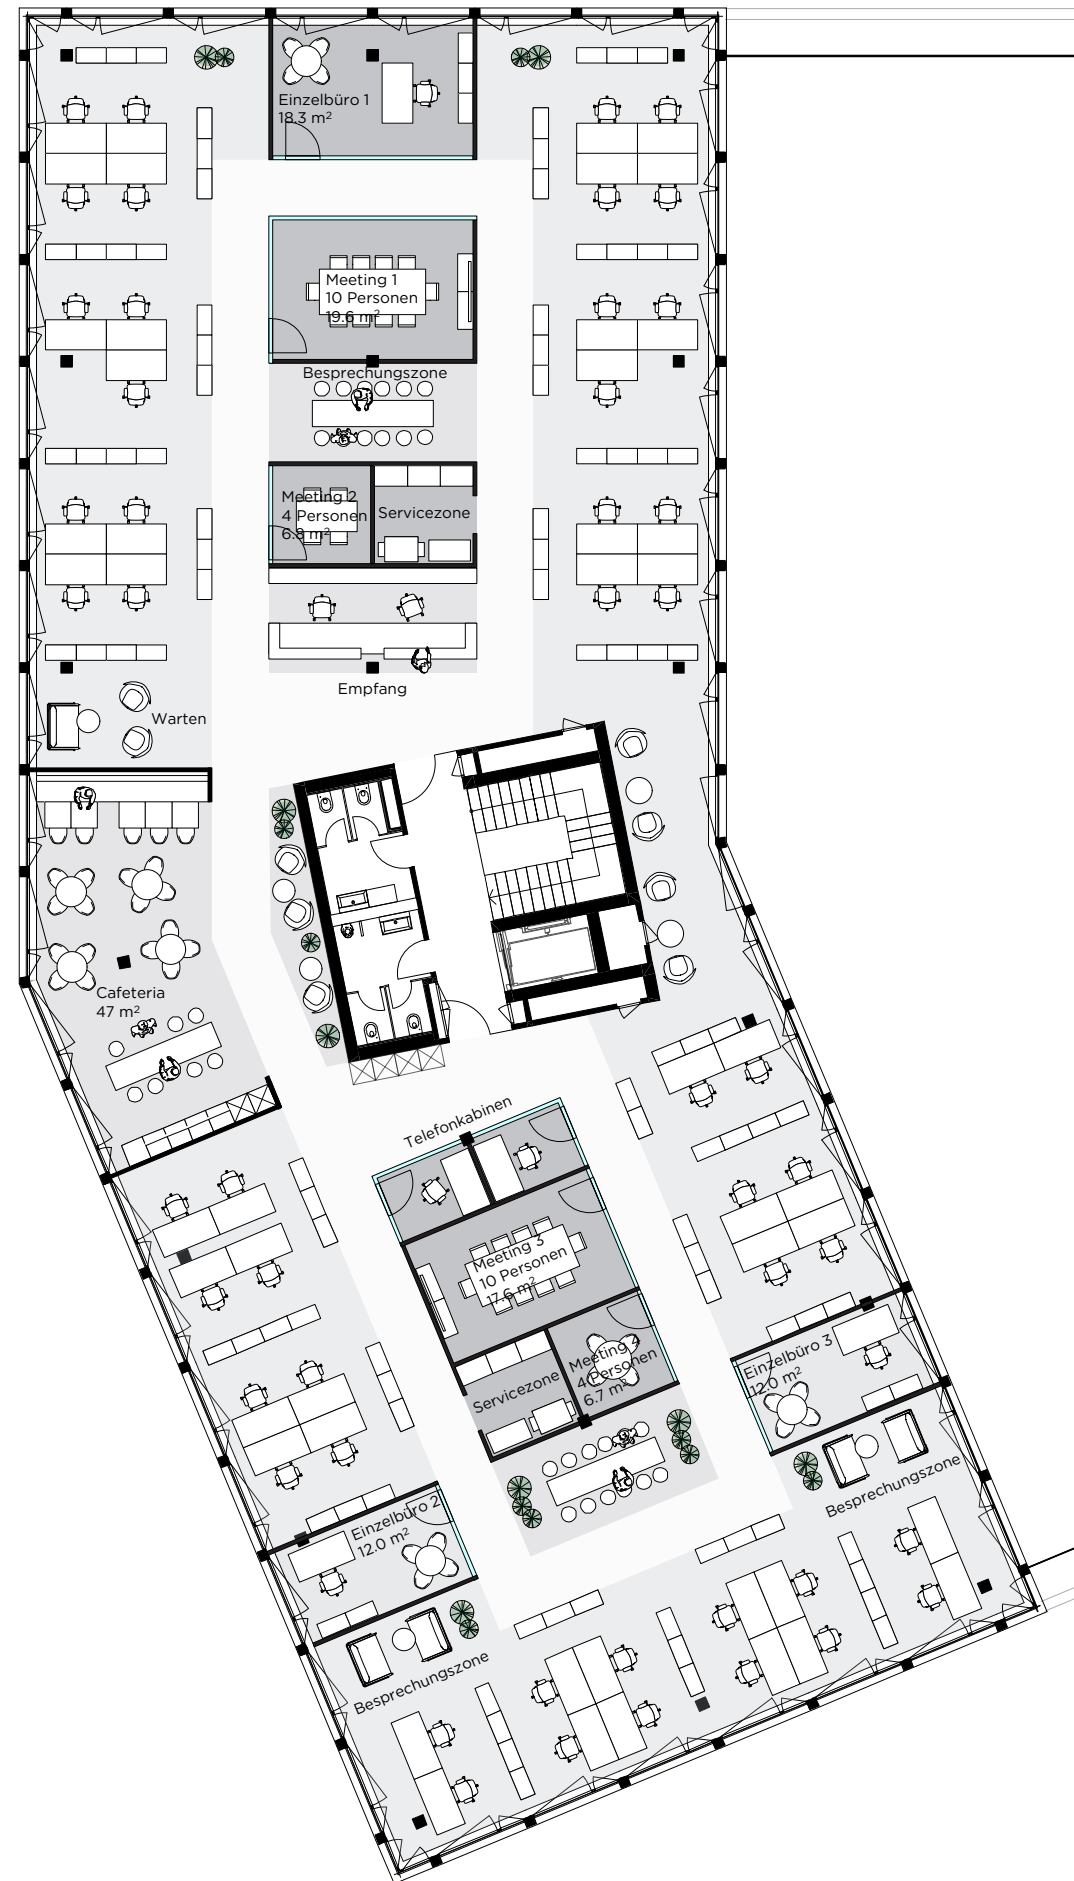 Einzelbüro 1
18.3 m²
Meeting 1
10 Personen
19.6 m²
Besprechungszone
Meeting 2
4 Personen
6.8 m²
Servicezone
Empfang
Warten
Cafeteria
47 m²
Telefonkabinen
Meeting 3
10 Personen
17.6 m²
Meeting 4
4 Personen
6.7 m²
Servicezone
Einzelbüro 3
12.0 m²
Besprechungszone
Einzelbüro 2
12.0 m²
Besprechungszone